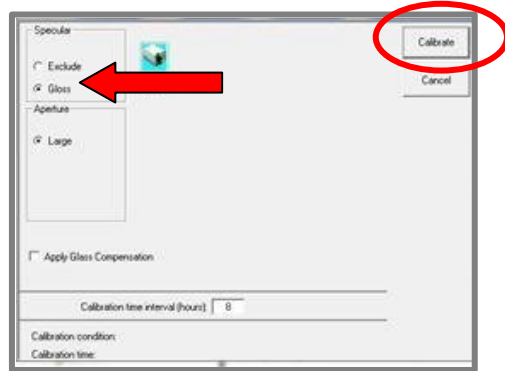 Specular
Calibrate
Exclude
Cancel
Gloss
Aperture
Large
Apply Glass Compensation
Calibration time interval (hours): 8
Calibration condition:
Calibration time: